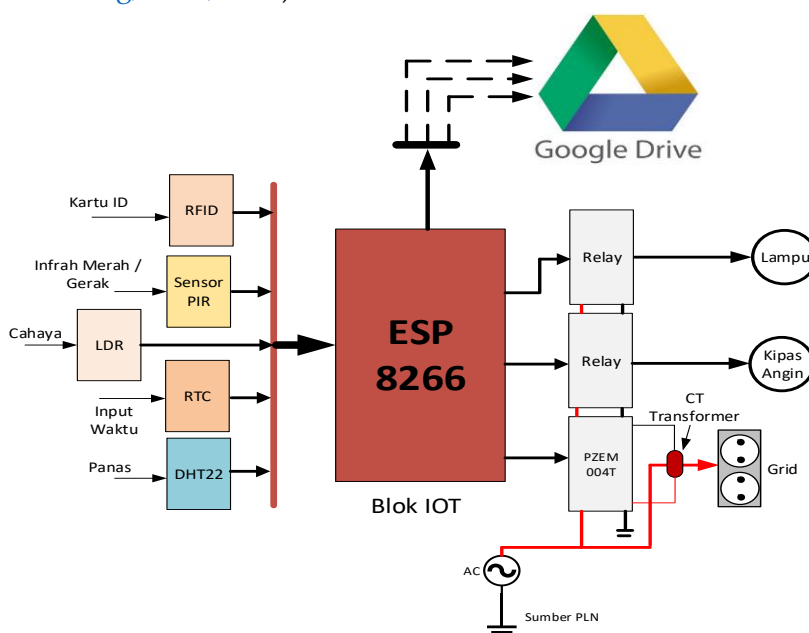 Google Drive
Kartu ID
RFID
Infrah Merah /
Gerak
Sensor
PIR
Cahaya
LDR
Input
Waktu
RTC
Panas
DHT22
ESP
8266
Blok IOT
Relay
Lampu
Relay
Kipas
Angin
CT
Transformer
PZEM
004T
Grid
AC
Sumber PLN